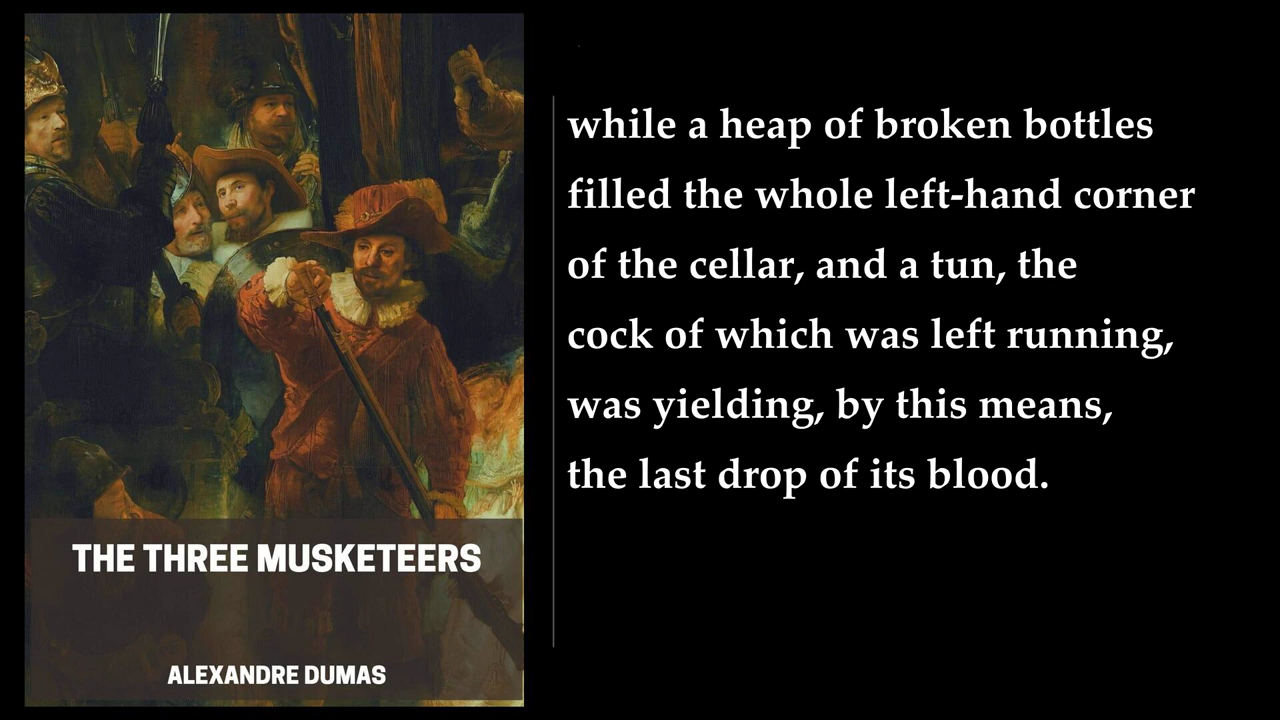 THE THREE MUSKETEERS
ALEXANDRE DUMAS
while a heap of broken bottles
filled the whole left-hand corner
of the cellar, and a tun, the
cock of which was left running,
was yielding, by this means,
the last drop of its blood.